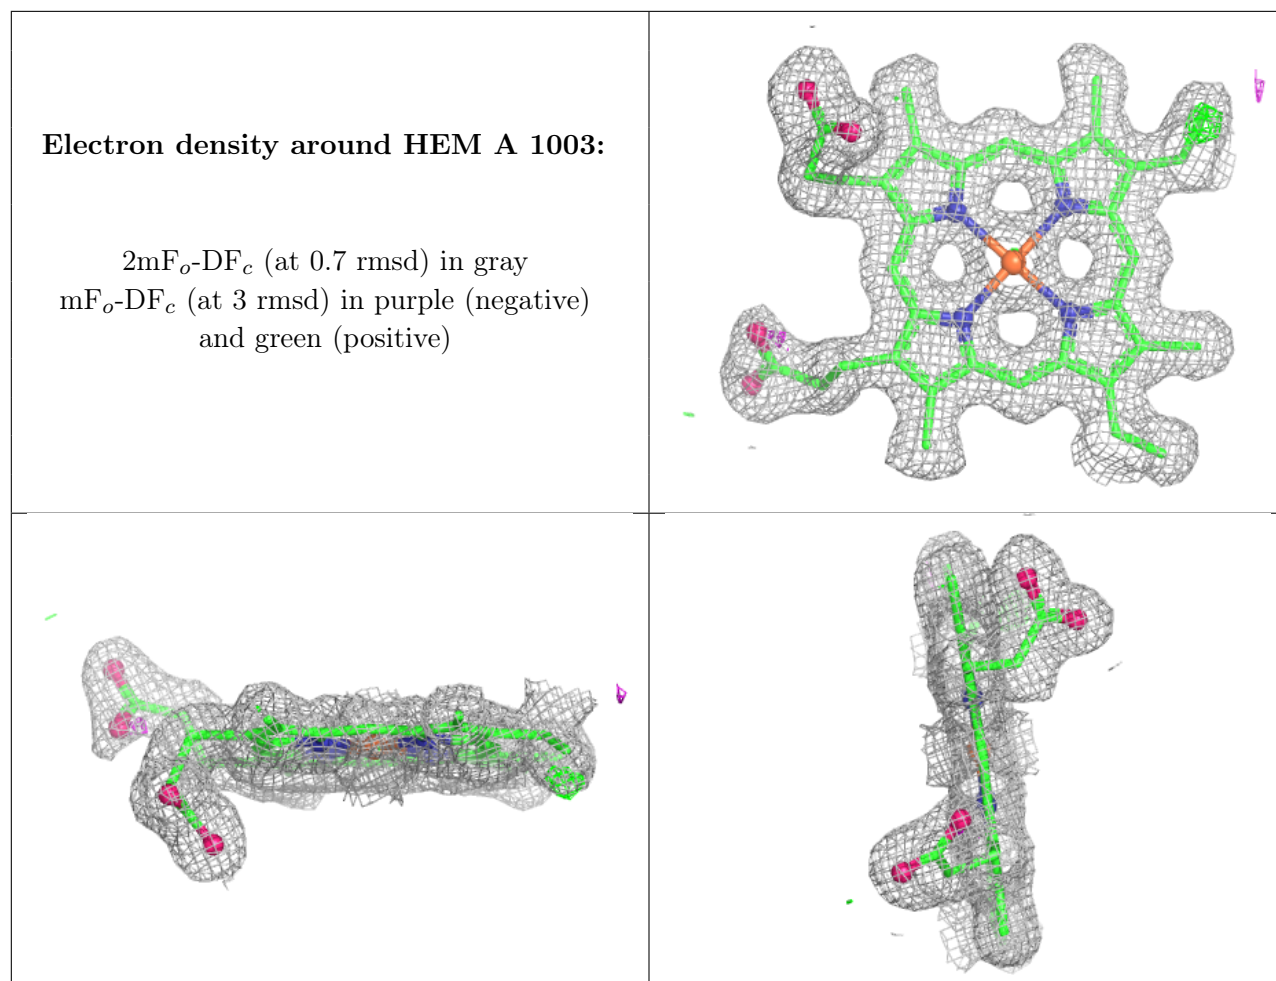 Electron density around HEM A 1003:
2mFₒ-DF𝒸 (at 0.7 rmsd) in gray
mFₒ-DF𝒸 (at 3 rmsd) in purple (negative)
and green (positive)